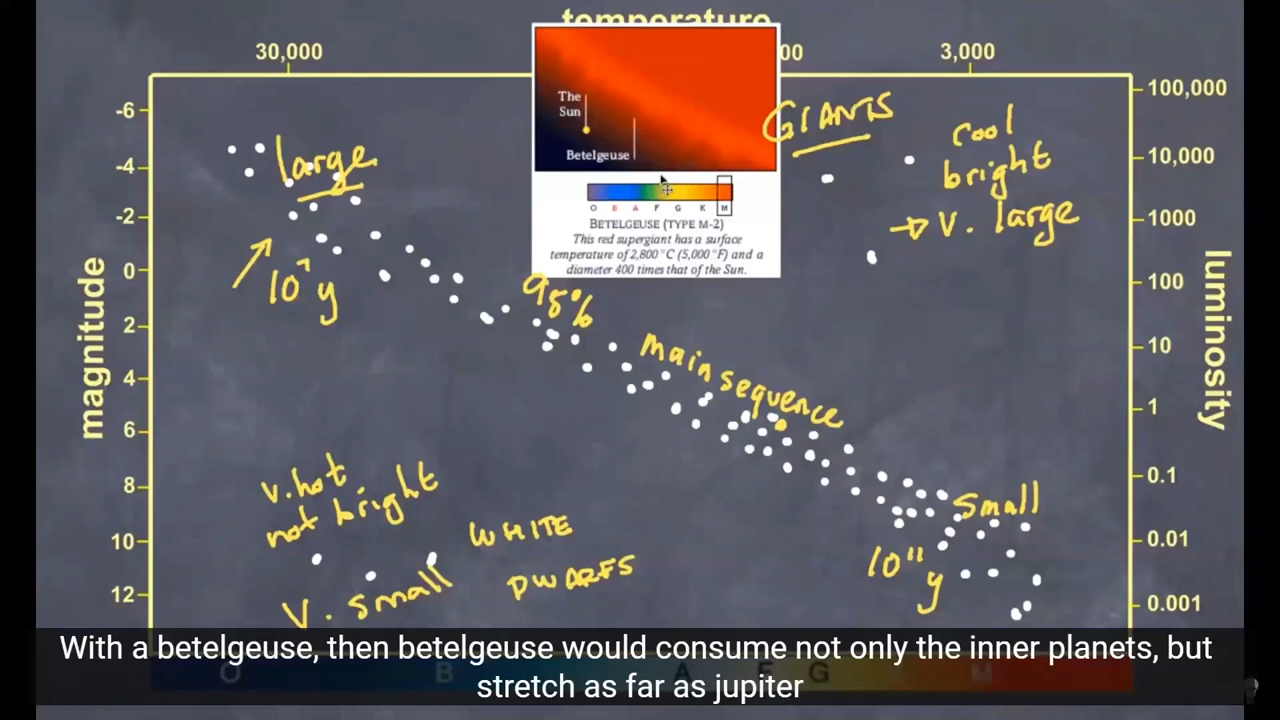 temperature
30,000
00
3,000
-6
-4
-2
0
2
4
6
8
10
12
magnitude
100,000
10,000
1000
100
10
1
0.1
0.01
0.001
luminosity
The
Sun
Betelgeuse
O B A F G K M
BETELGEUSE (TYPE M-2)
This red supergiant has a surface
temperature of 2,800°C (5,000°F) and a
diameter 400 times that of the Sun.
large
10⁷ y
GIANTS
cool
bright
→ V. large
95%
main sequence
v. hot
not bright
V. small
WHITE
DWARFS
small
10¹¹ y
O B A F G M
With a betelgeuse, then betelgeuse would consume not only the inner planets, but
stretch as far as jupiter